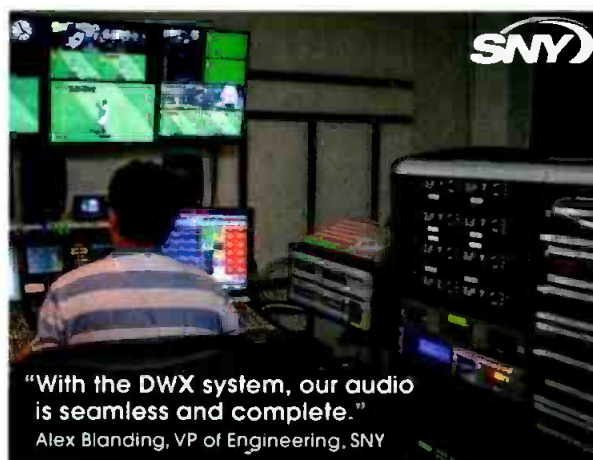 SNY
“With the DWX system, our audio
is seamless and complete.”
Alex Blanding, VP of Engineering, SNY